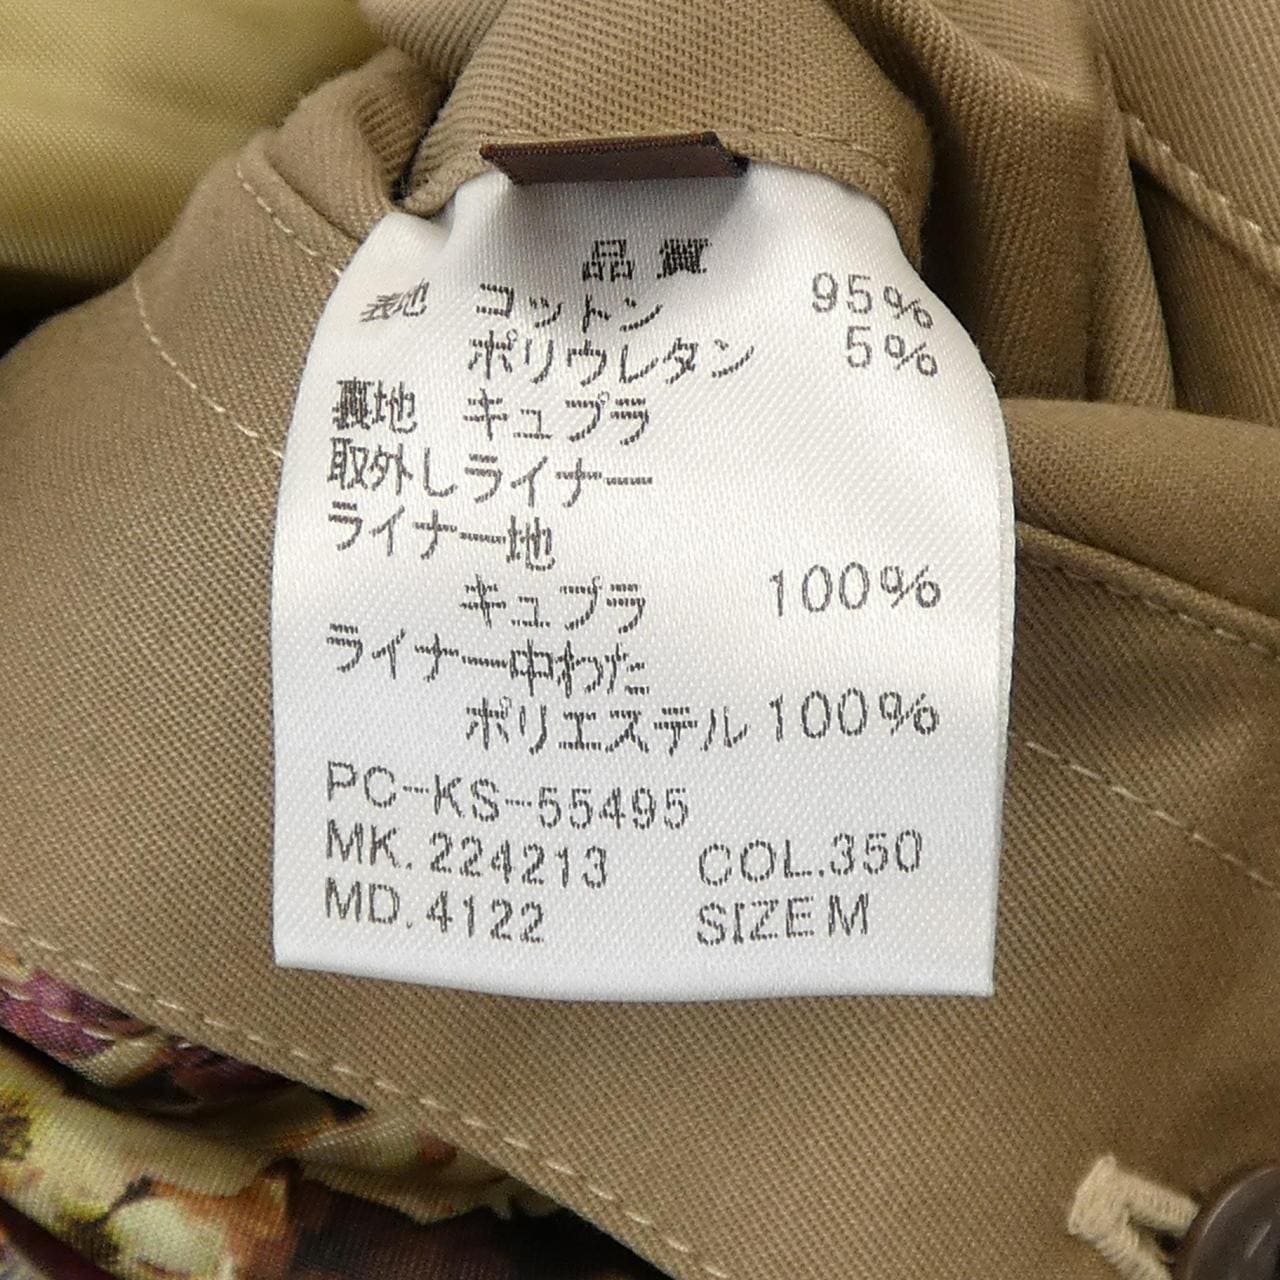 品質
表地 コットン 95%
ポリウレタン 5%
裏地 キュプラ
取外しライナー
ライナー地
キュプラ 100%
ライナー中わた
ポリエステル 100%
PC-KS-55495
MK. 224213 COL.350
MD. 4122 SIZE M